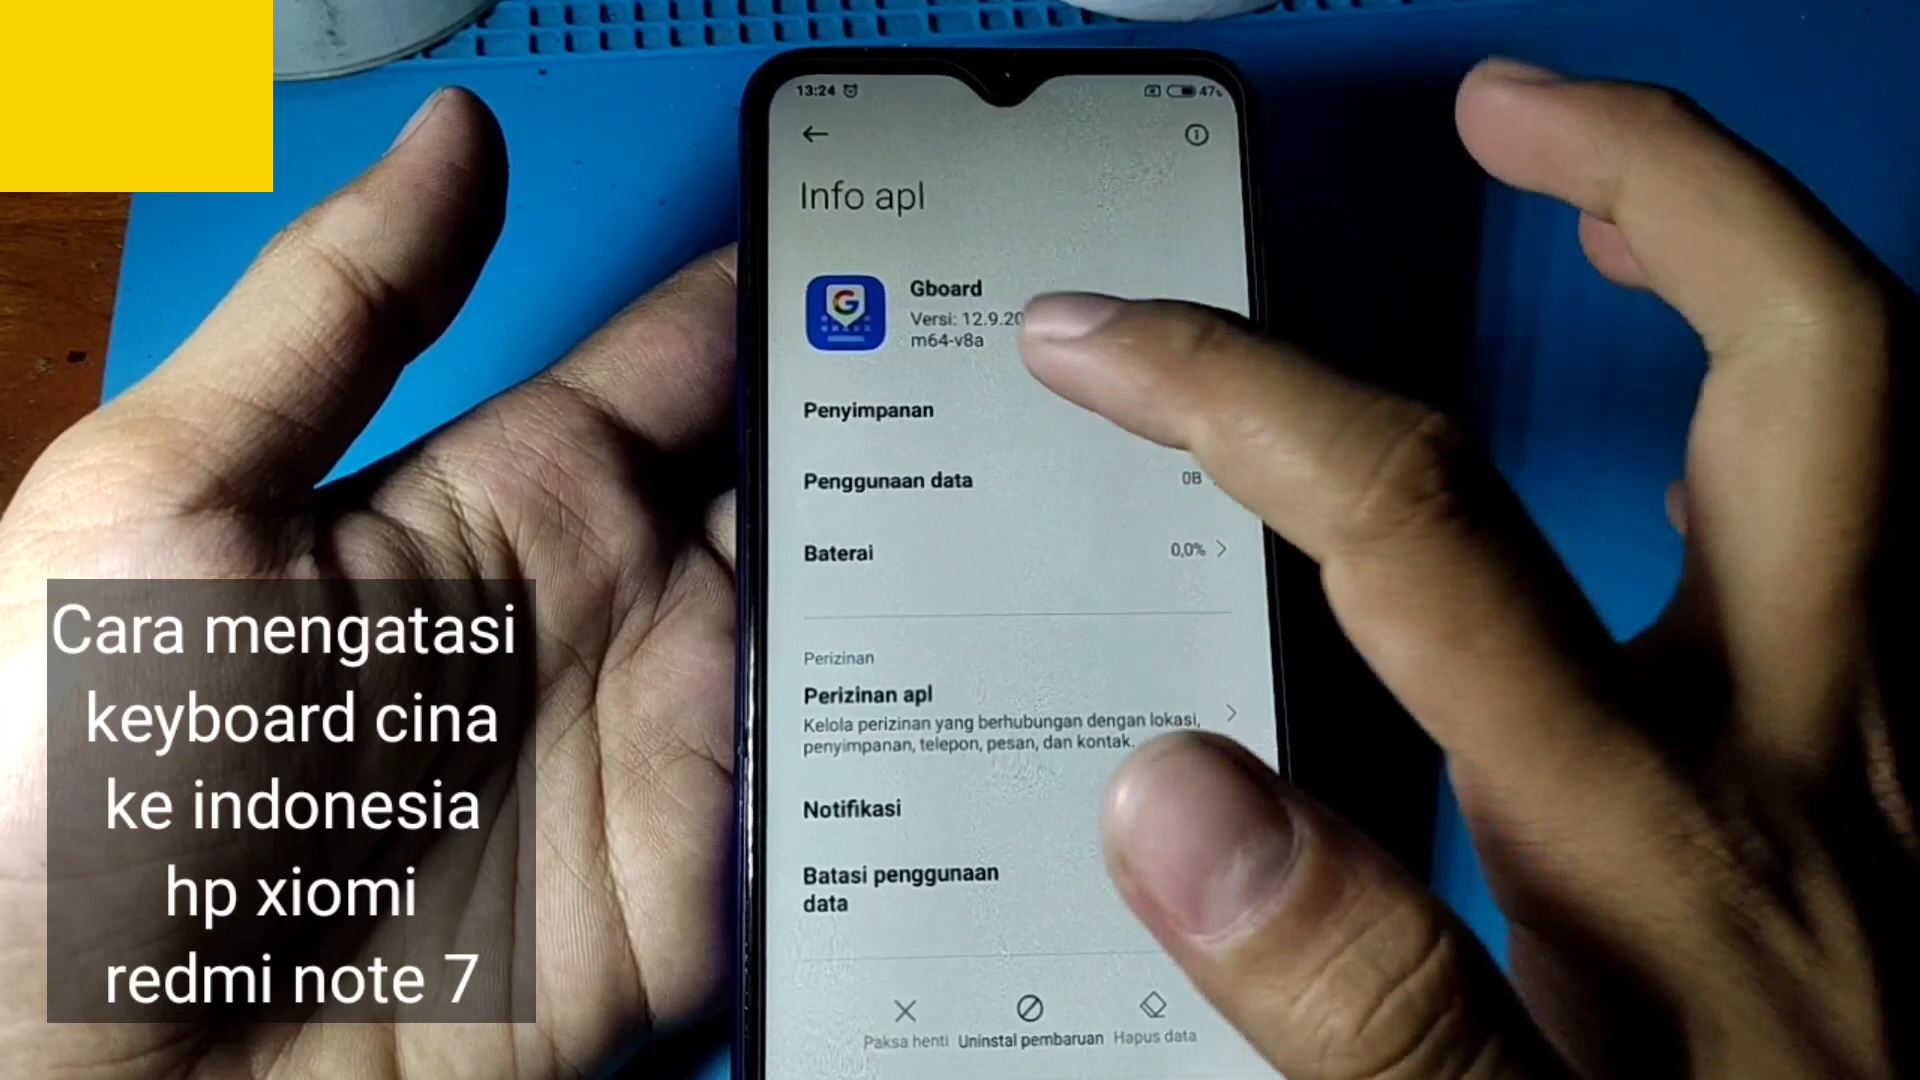 13:24
47%
Info apl
Gboard
Versi: 12.9.20
m64-v8a
Penyimpanan
Penggunaan data
0B
Baterai
0,0%
Perizinan
Perizinan apl
Kelola perizinan yang berhubungan dengan lokasi,
penyimpanan, telepon, pesan, dan kontak.
Notifikasi
Batasi penggunaan
data
Paksa henti
Uninstal pembaruan
Hapus data
Cara mengatasi
keyboard cina
ke indonesia
hp xiomi
redmi note 7